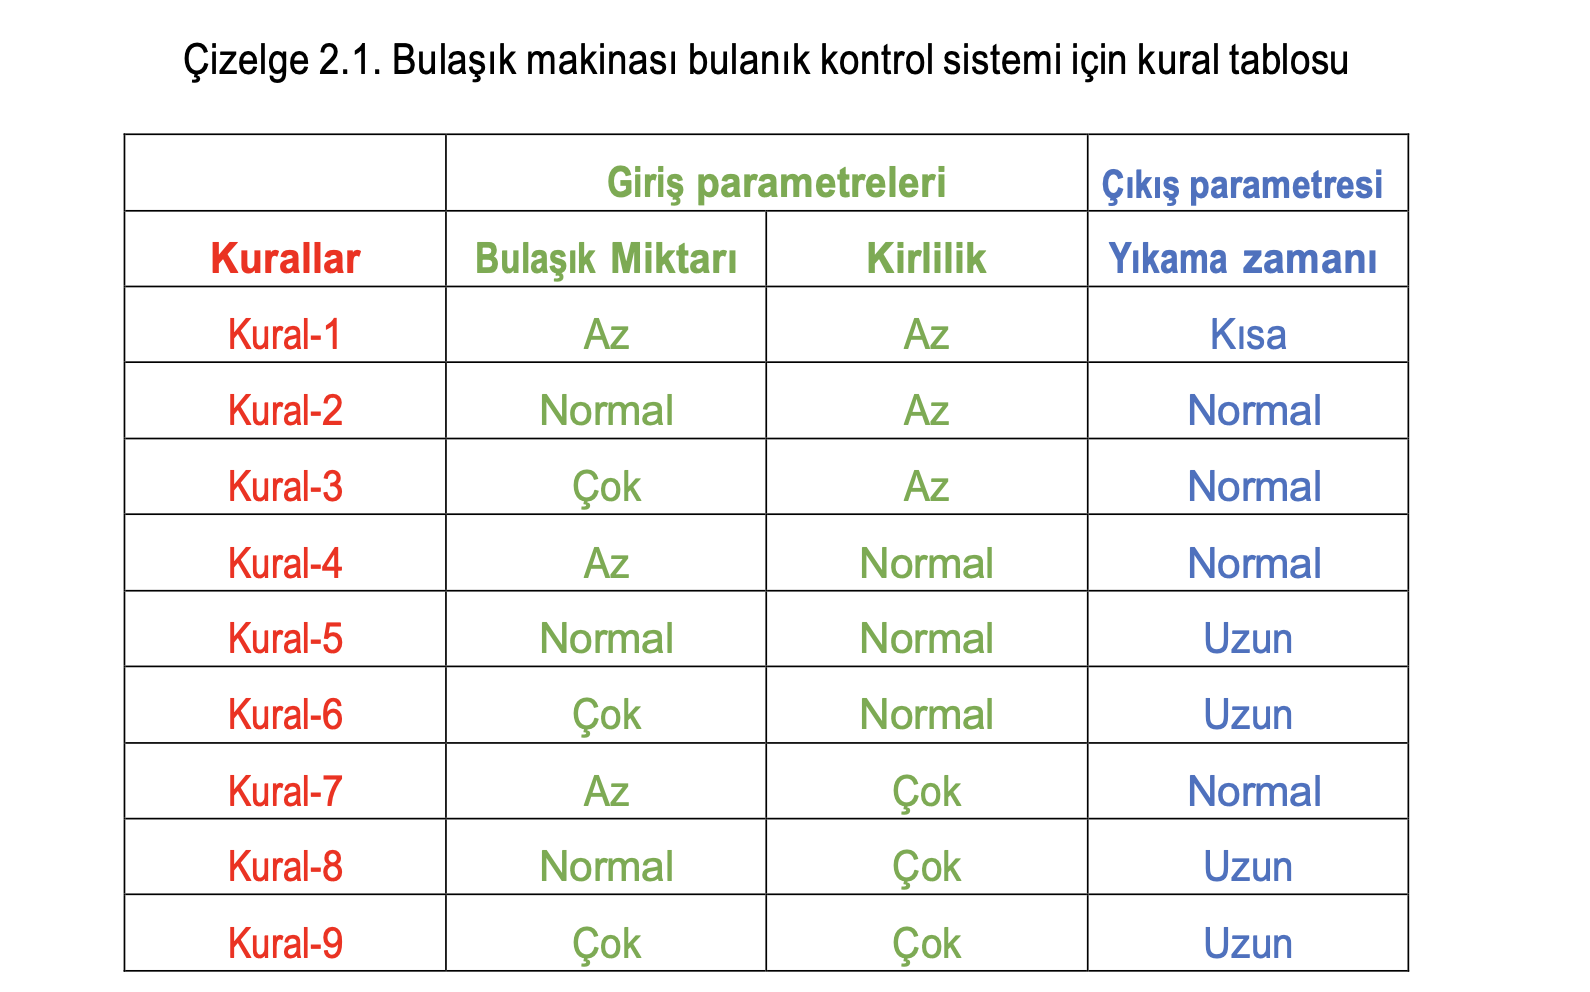 Çizelge 2.1. Bulaşık makinası bulanık kontrol sistemi için kural tablosu
Giriş parametreleri Çıkış parametresi
Kurallar Bulaşık Miktarı Kirlilik Yıkama zamanı
Kural-1 Az Az Kısa
Kural-2 Normal Az Normal
Kural-3 Çok Az Normal
Kural-4 Az Normal Normal
Kural-5 Normal Normal Uzun
Kural-6 Çok Normal Uzun
Kural-7 Az Çok Normal
Kural-8 Normal Çok Uzun
Kural-9 Çok Çok Uzun